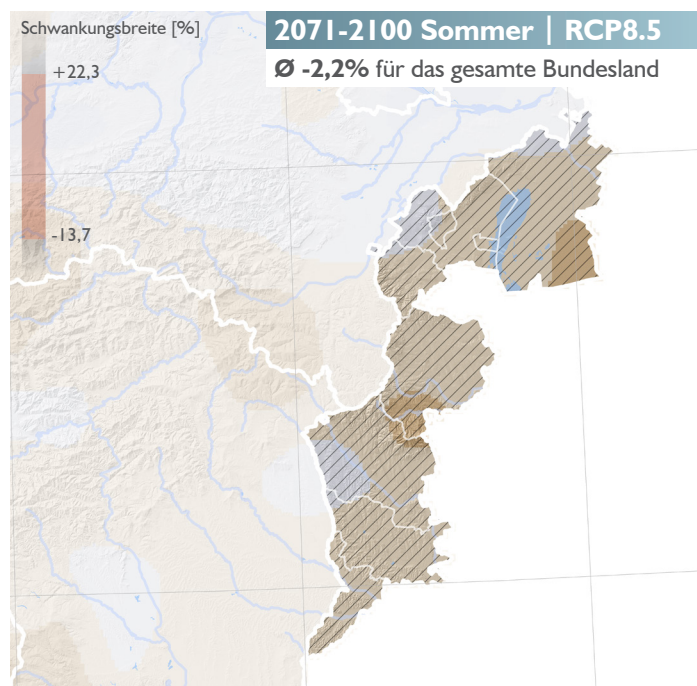 Schwankungsbreite [%]
+22,3
-13,7
2071-2100 Sommer | RCP8.5
Ø -2,2% für das gesamte Bundesland